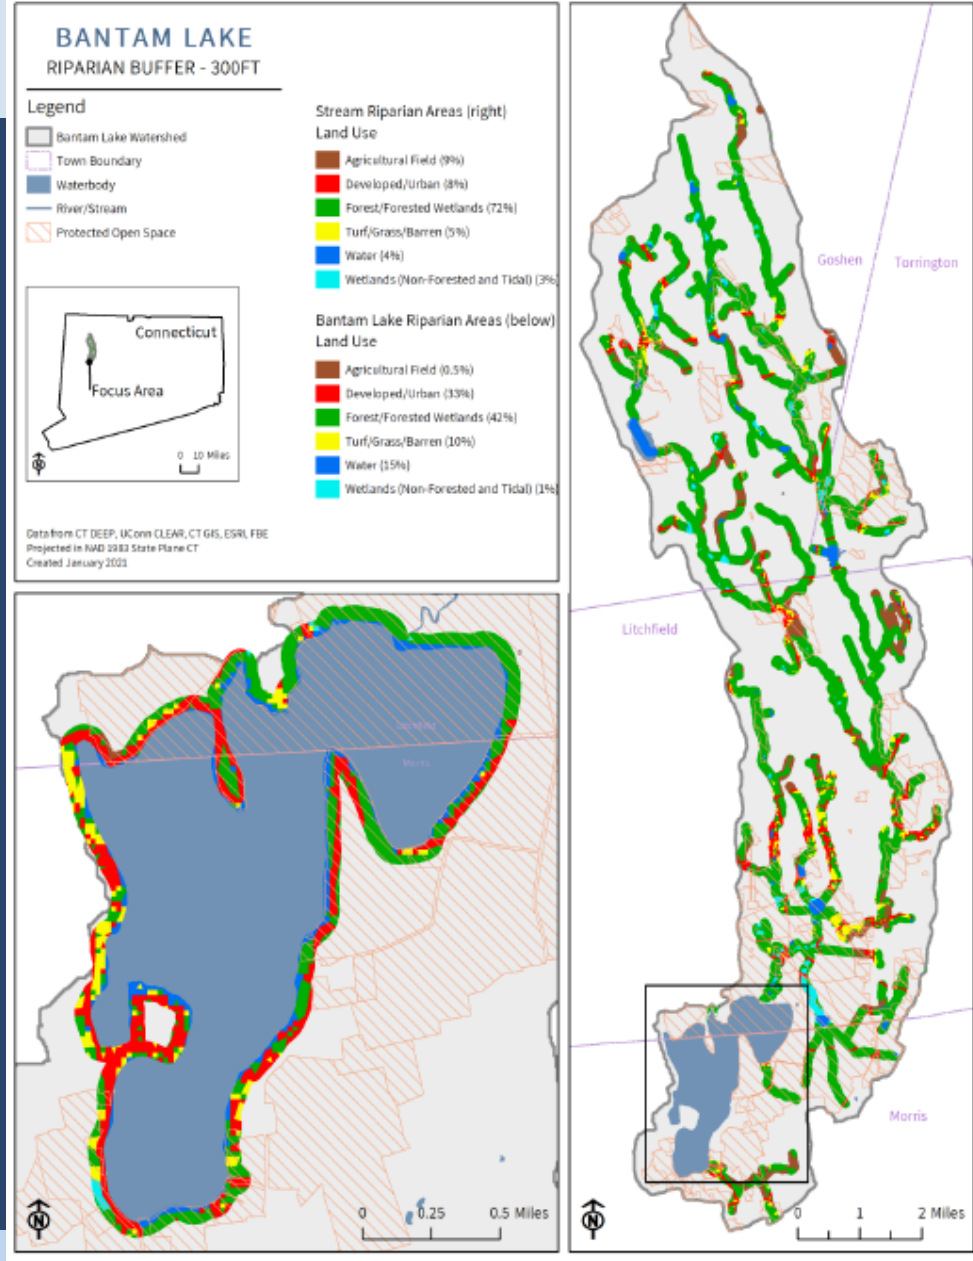 BANTAM LAKE
RIPARIAN BUFFER - 300FT
Legend
Bantam Lake Watershed
Town Boundary
Waterbody
River/Stream
Protected Open Space
Connecticut
Focus Area
0 10 Miles
N
Data from CT DEEP, UConn CLEAR, CT GIS, ESRI, FBE
Projected in NAD 1983 State Plane CT
Created January 2021
Stream Riparian Areas (right)
Land Use
Agricultural Field (9%)
Developed/Urban (8%)
Forest/Forested Wetlands (72%)
Turf/Grass/Barren (5%)
Water (4%)
Wetlands (Non-Forested and Tidal) (3%
Bantam Lake Riparian Areas (below)
Land Use
Agricultural Field (0.5%)
Developed/Urban (33%)
Forest/Forested Wetlands (42%)
Turf/Grass/Barren (10%)
Water (15%)
Wetlands (Non-Forested and Tidal) (1%
Litchfield
Morris
N
0 0.25 0.5 Miles
Goshen
Torrington
Litchfield
Morris
N
0 1 2 Miles